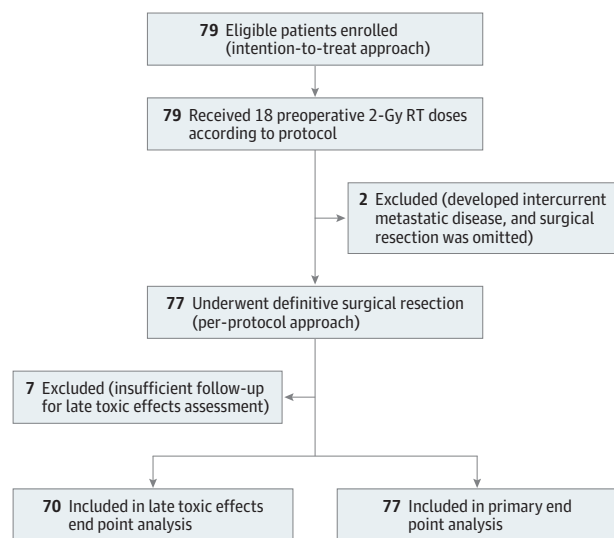 79 Eligible patients enrolled
(intention-to-treat approach)
79 Received 18 preoperative 2-Gy RT doses
according to protocol
2 Excluded (developed intercurrent
metastatic disease, and surgical
resection was omitted)
77 Underwent definitive surgical resection
(per-protocol approach)
7 Excluded (insufficient follow-up
for late toxic effects assessment)
70 Included in late toxic effects
end point analysis
77 Included in primary end
point analysis